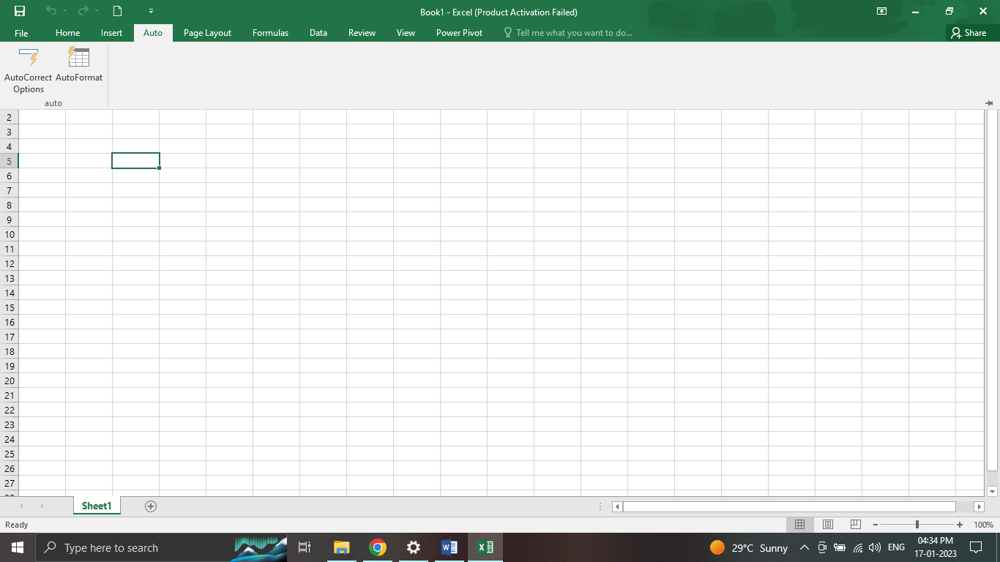 Book1 - Excel (Product Activation Failed)
File Home Insert Auto Page Layout Formulas Data Review View Power Pivot Tell me what you want to do... Share
AutoCorrect Options
AutoFormat
auto
2
3
4
5
6
7
8
9
10
11
12
13
14
15
16
17
18
19
20
21
22
23
24
25
26
27
Sheet1
Ready
100%
Type here to search
29°C Sunny
ENG
04:34 PM
17-01-2023